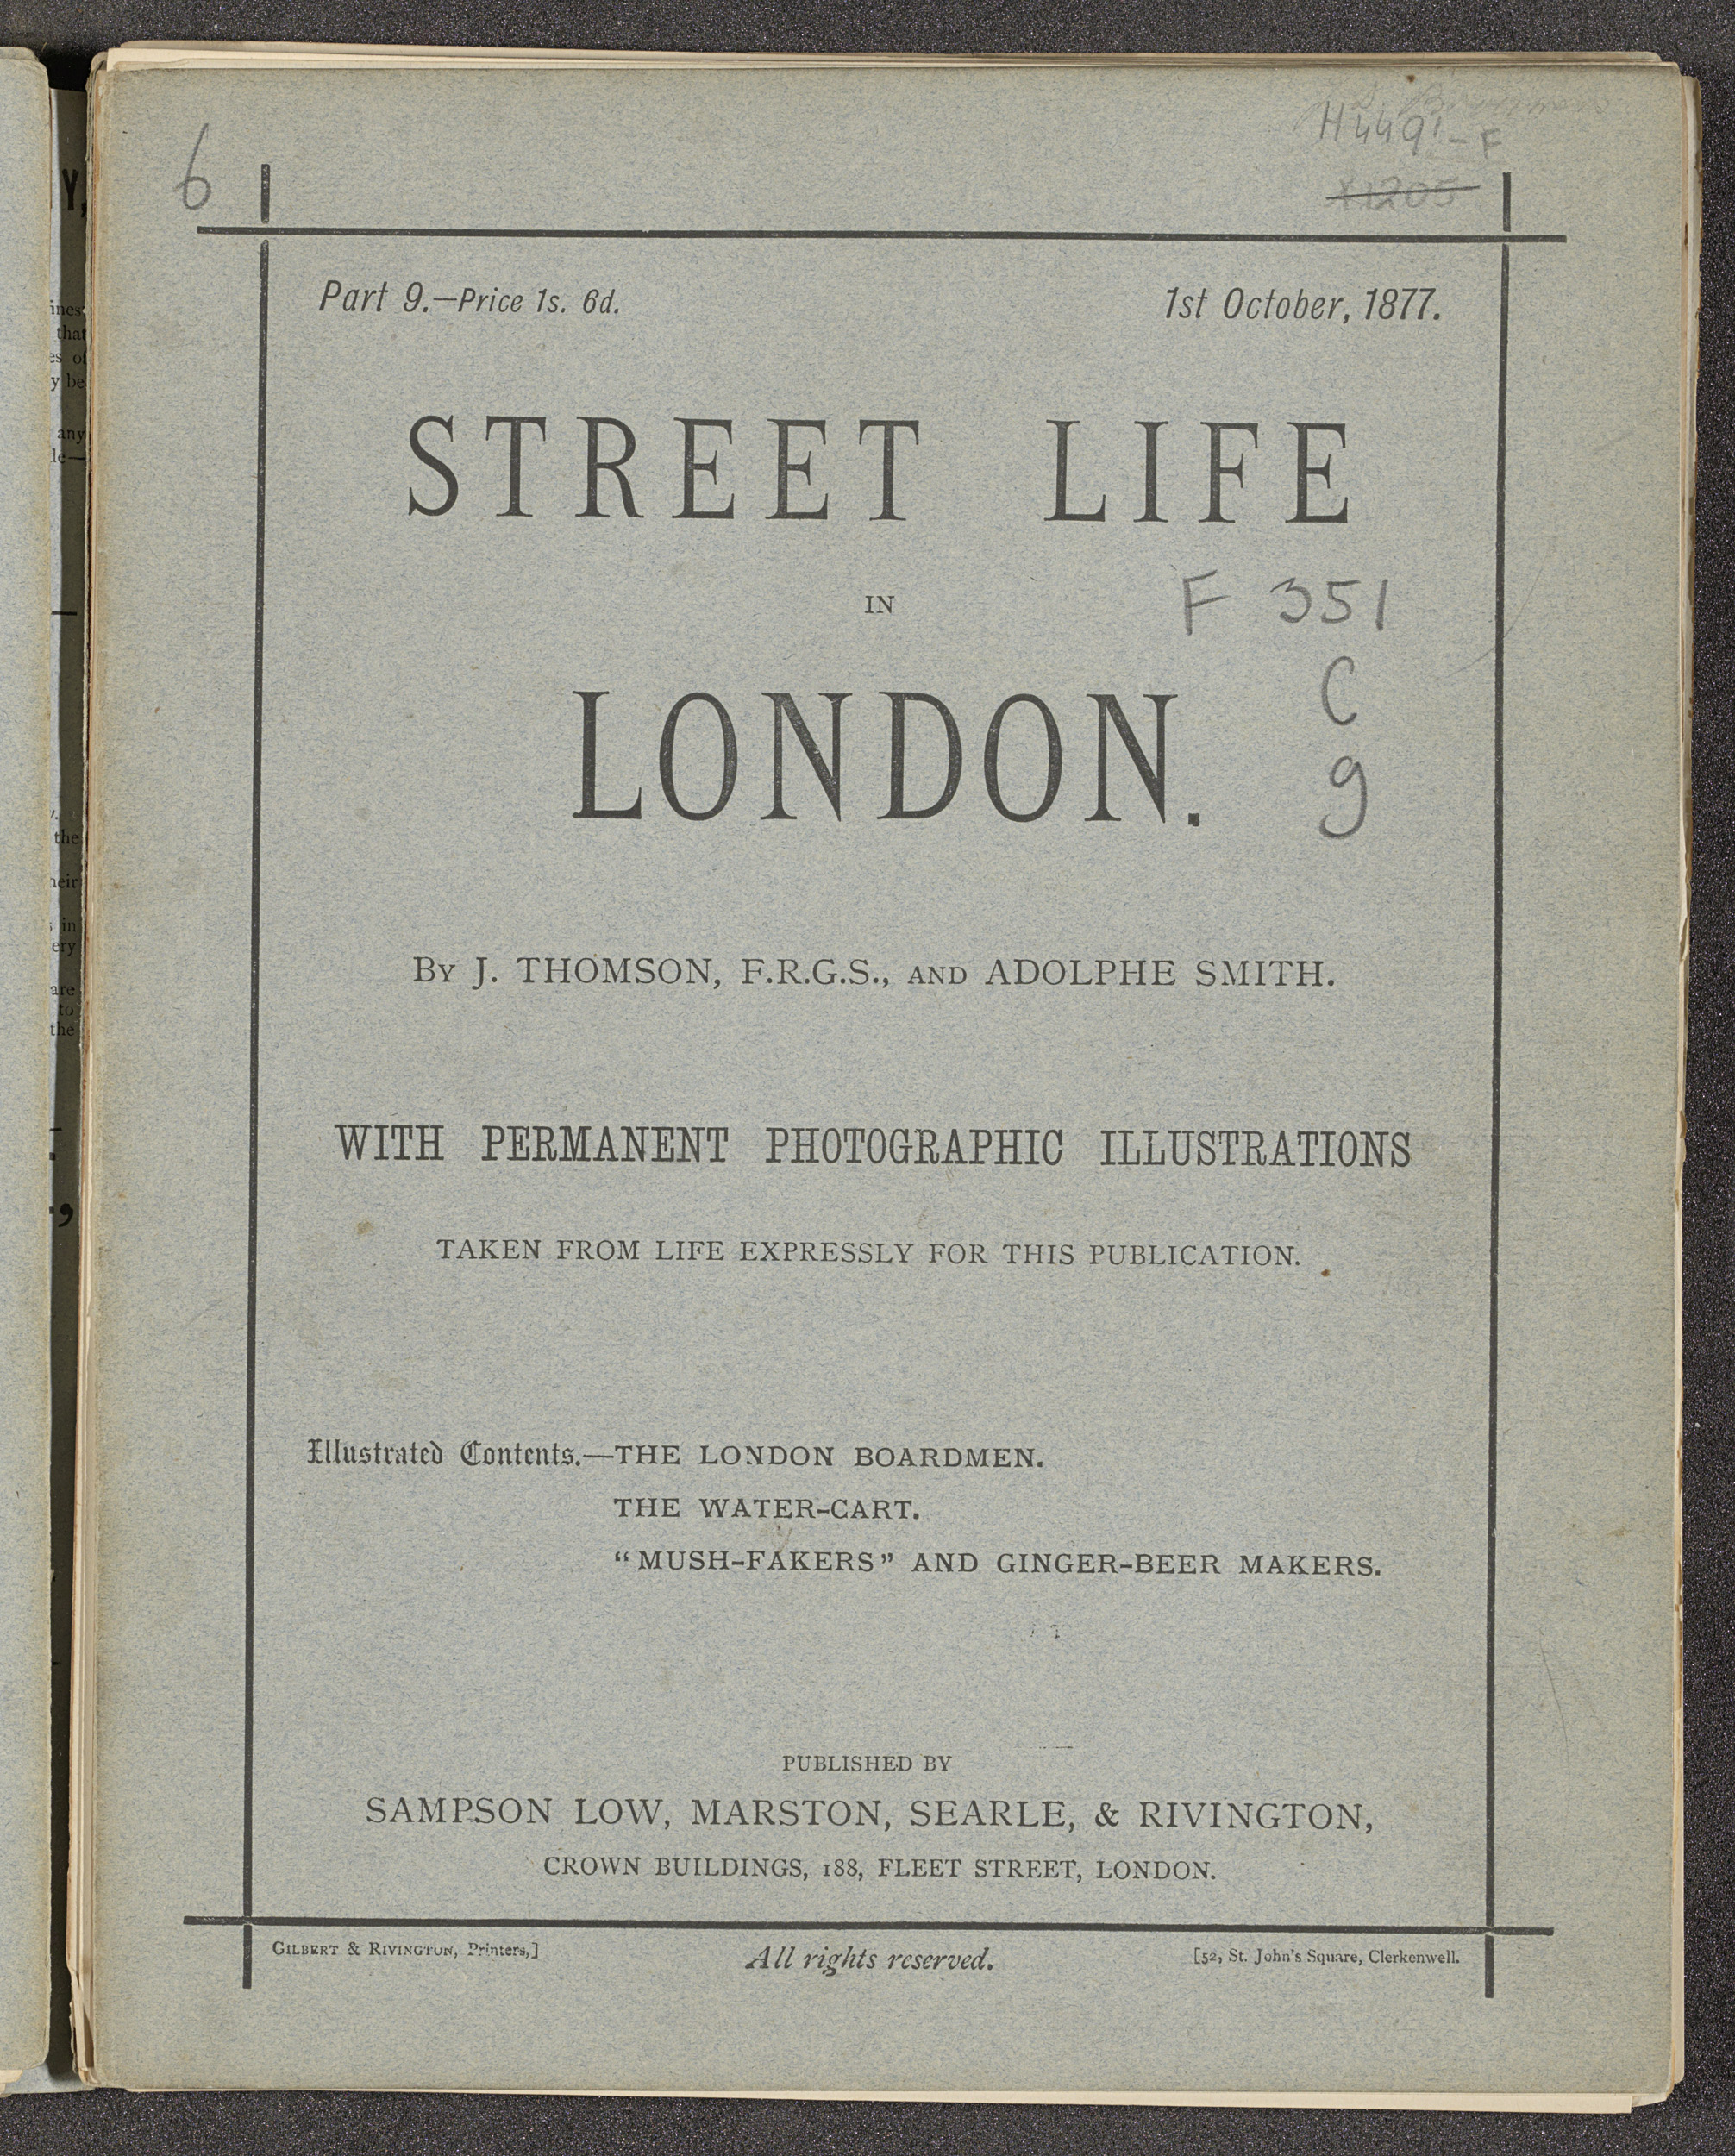 6
H4491-F
X1205
Part 9.—Price 1s. 6d. 1st October, 1877.
STREET LIFE
IN
F 351
C
LONDON.
9
By J. THOMSON, F.R.G.S., AND ADOLPHE SMITH.
WITH PERMANENT PHOTOGRAPHIC ILLUSTRATIONS
TAKEN FROM LIFE EXPRESSLY FOR THIS PUBLICATION.
Illustrated Contents.—THE LONDON BOARDMEN.
THE WATER-CART.
“MUSH-FAKERS” AND GINGER-BEER MAKERS.
PUBLISHED BY
SAMPSON LOW, MARSTON, SEARLE, & RIVINGTON,
CROWN BUILDINGS, 188, FLEET STREET, LONDON.
GILBERT & RIVINGTON, Printers,] All rights reserved. [52, St. John's Square, Clerkenwell.